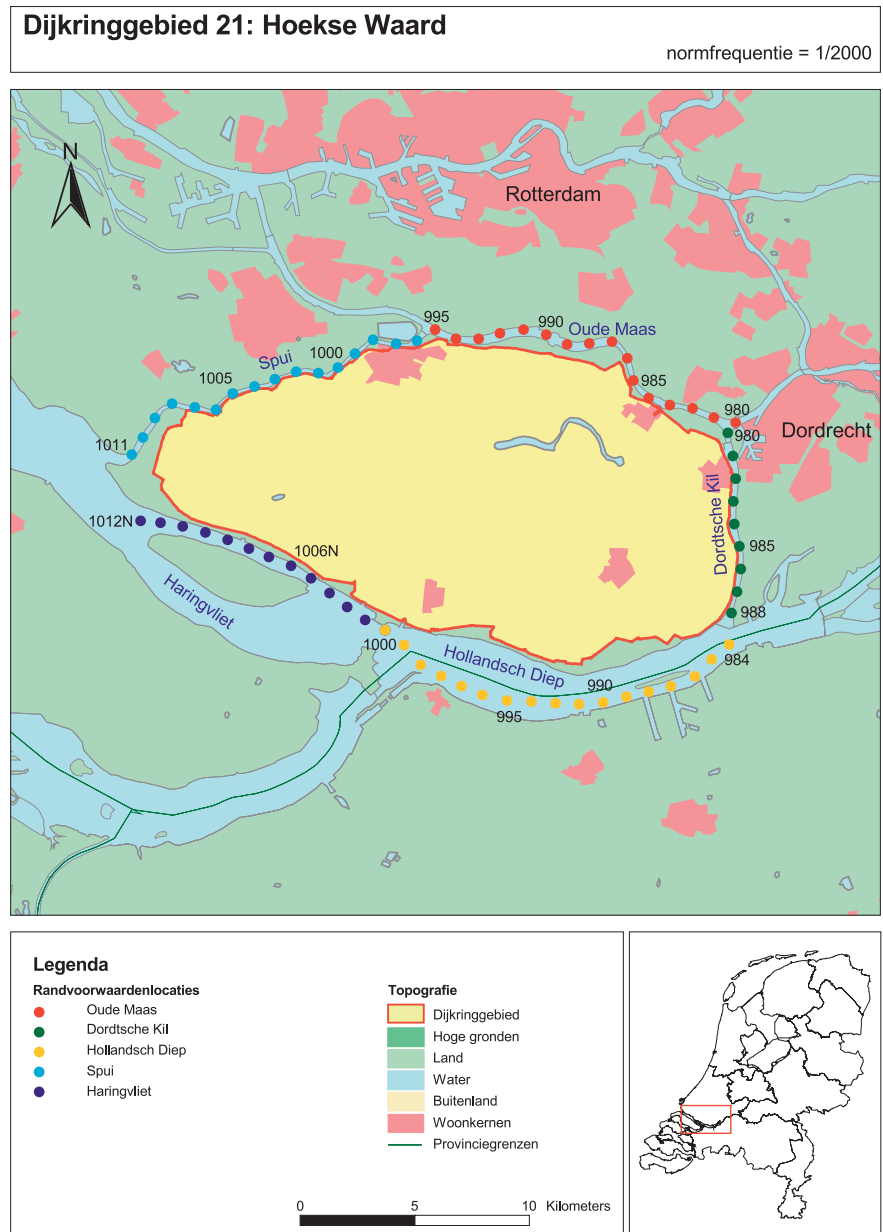 Dijkringgebied 21: Hoekse Waard
normfrequentie = 1/2000
N
Rotterdam
995
990
Oude Maas
Spui
1000
1005
985
980
980
Dordrecht
1011
Dordtsche Kil
1012N
1006N
985
Haringvliet
988
1000
Hollandsch Diep
984
990
995
Legenda
Randvoorwaardenlocaties
Oude Maas
Dordtsche Kil
Hollandsch Diep
Spui
Haringvliet
Topografie
Dijkringgebied
Hoge gronden
Land
Water
Buitenland
Woonkernen
Provinciegrenzen
0 5 10 Kilometers